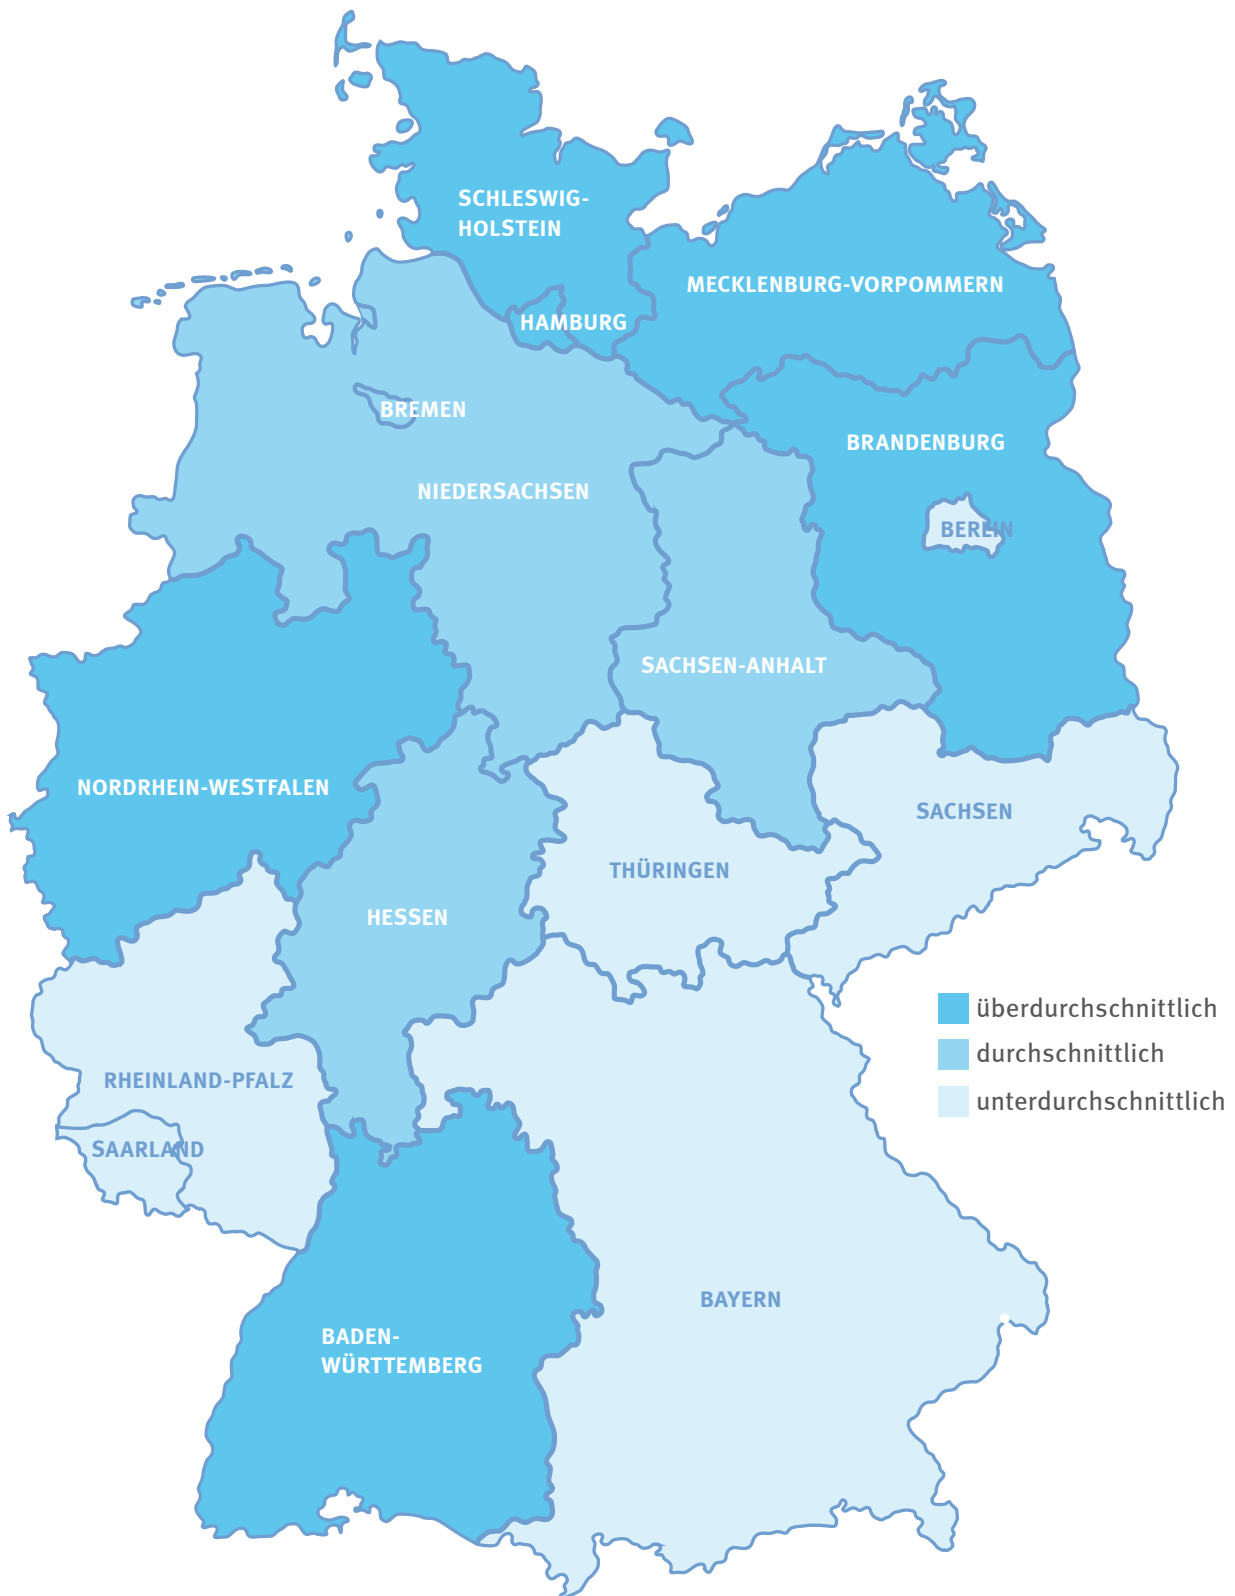 SCHLESWIG-
HOLSTEIN
MECKLENBURG-VORPOMMERN
HAMBURG
BREMEN
BRANDENBURG
NIEDERSACHSEN
BERLIN
SACHSEN-ANHALT
NORDRHEIN-WESTFALEN
SACHSEN
THÜRINGEN
HESSEN
überdurchschnittlich
durchschnittlich
unterdurchschnittlich
RHEINLAND-PFALZ
SAARLAND
BAYERN
BADEN-
WÜRTTEMBERG